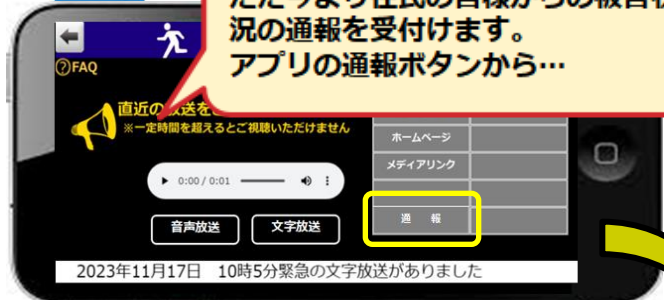 況の通報を受付けます。
アプリの通報ボタンから…
?FAQ
直近の
※一定時間を超えるとご視聴いただけません
ホームページ
メディアリンク
0:00 / 0:01
音声放送
文字放送
通 報
2023年11月17日 10時5分緊急の文字放送がありました